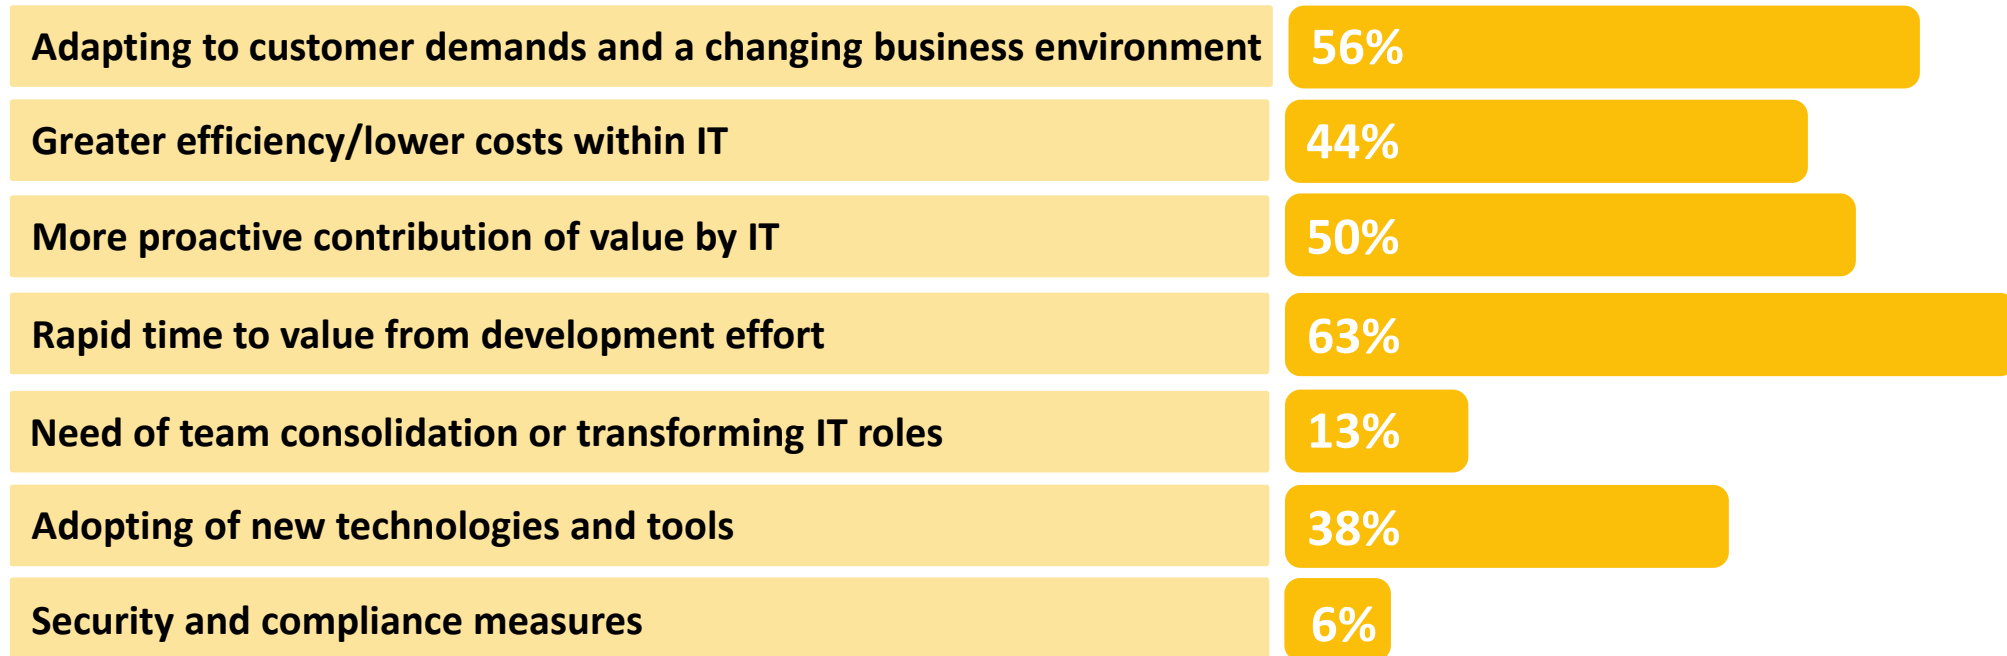 Adapting to customer demands and a changing business environment 56%
Greater efficiency/lower costs within IT 44%
More proactive contribution of value by IT 50%
Rapid time to value from development effort 63%
Need of team consolidation or transforming IT roles 13%
Adopting of new technologies and tools 38%
Security and compliance measures 6%